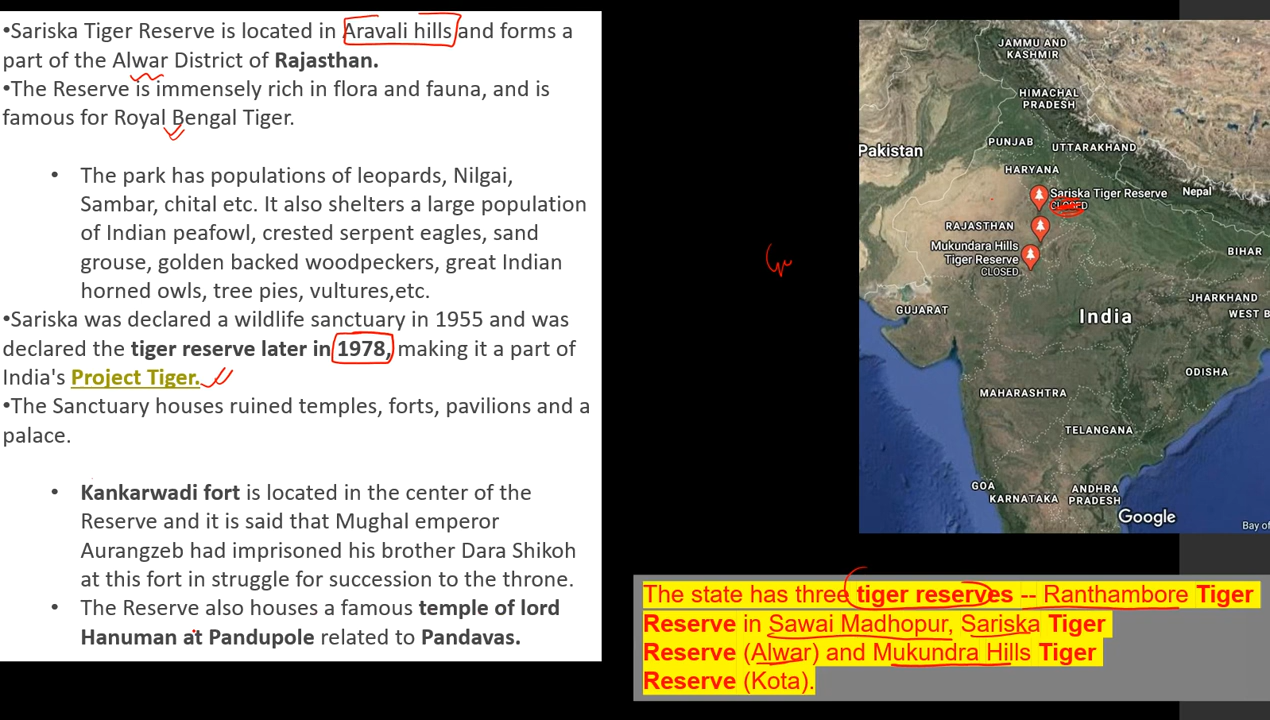 •Sariska Tiger Reserve is located in Aravali hills and forms a
part of the Alwar District of Rajasthan.
•The Reserve is immensely rich in flora and fauna, and is
famous for Royal Bengal Tiger.
• The park has populations of leopards, Nilgai,
Sambar, chital etc. It also shelters a large population
of Indian peafowl, crested serpent eagles, sand
grouse, golden backed woodpeckers, great Indian
horned owls, tree pies, vultures,etc.
•Sariska was declared a wildlife sanctuary in 1955 and was
declared the tiger reserve later in 1978, making it a part of
India's Project Tiger.
•The Sanctuary houses ruined temples, forts, pavilions and a
palace.
• Kankarwadi fort is located in the center of the
Reserve and it is said that Mughal emperor
Aurangzeb had imprisoned his brother Dara Shikoh
at this fort in struggle for succession to the throne.
• The Reserve also houses a famous temple of lord
Hanuman at Pandupole related to Pandavas.
JAMMU AND
KASHMIR
HIMACHAL
PRADESH
PUNJAB
UTTARAKHAND
Pakistan
HARYANA
Sariska Tiger Reserve
CLOSED
Nepal
RAJASTHAN
Mukundara Hills
Tiger Reserve
CLOSED
BIHAR
JHARKHAND
GUJARAT
India
WEST B
ODISHA
MAHARASHTRA
TELANGANA
GOA
KARNATAKA
ANDHRA
PRADESH
Google
Bay of
The state has three tiger reserves -- Ranthambore Tiger
Reserve in Sawai Madhopur, Sariska Tiger
Reserve (Alwar) and Mukundra Hills Tiger
Reserve (Kota).